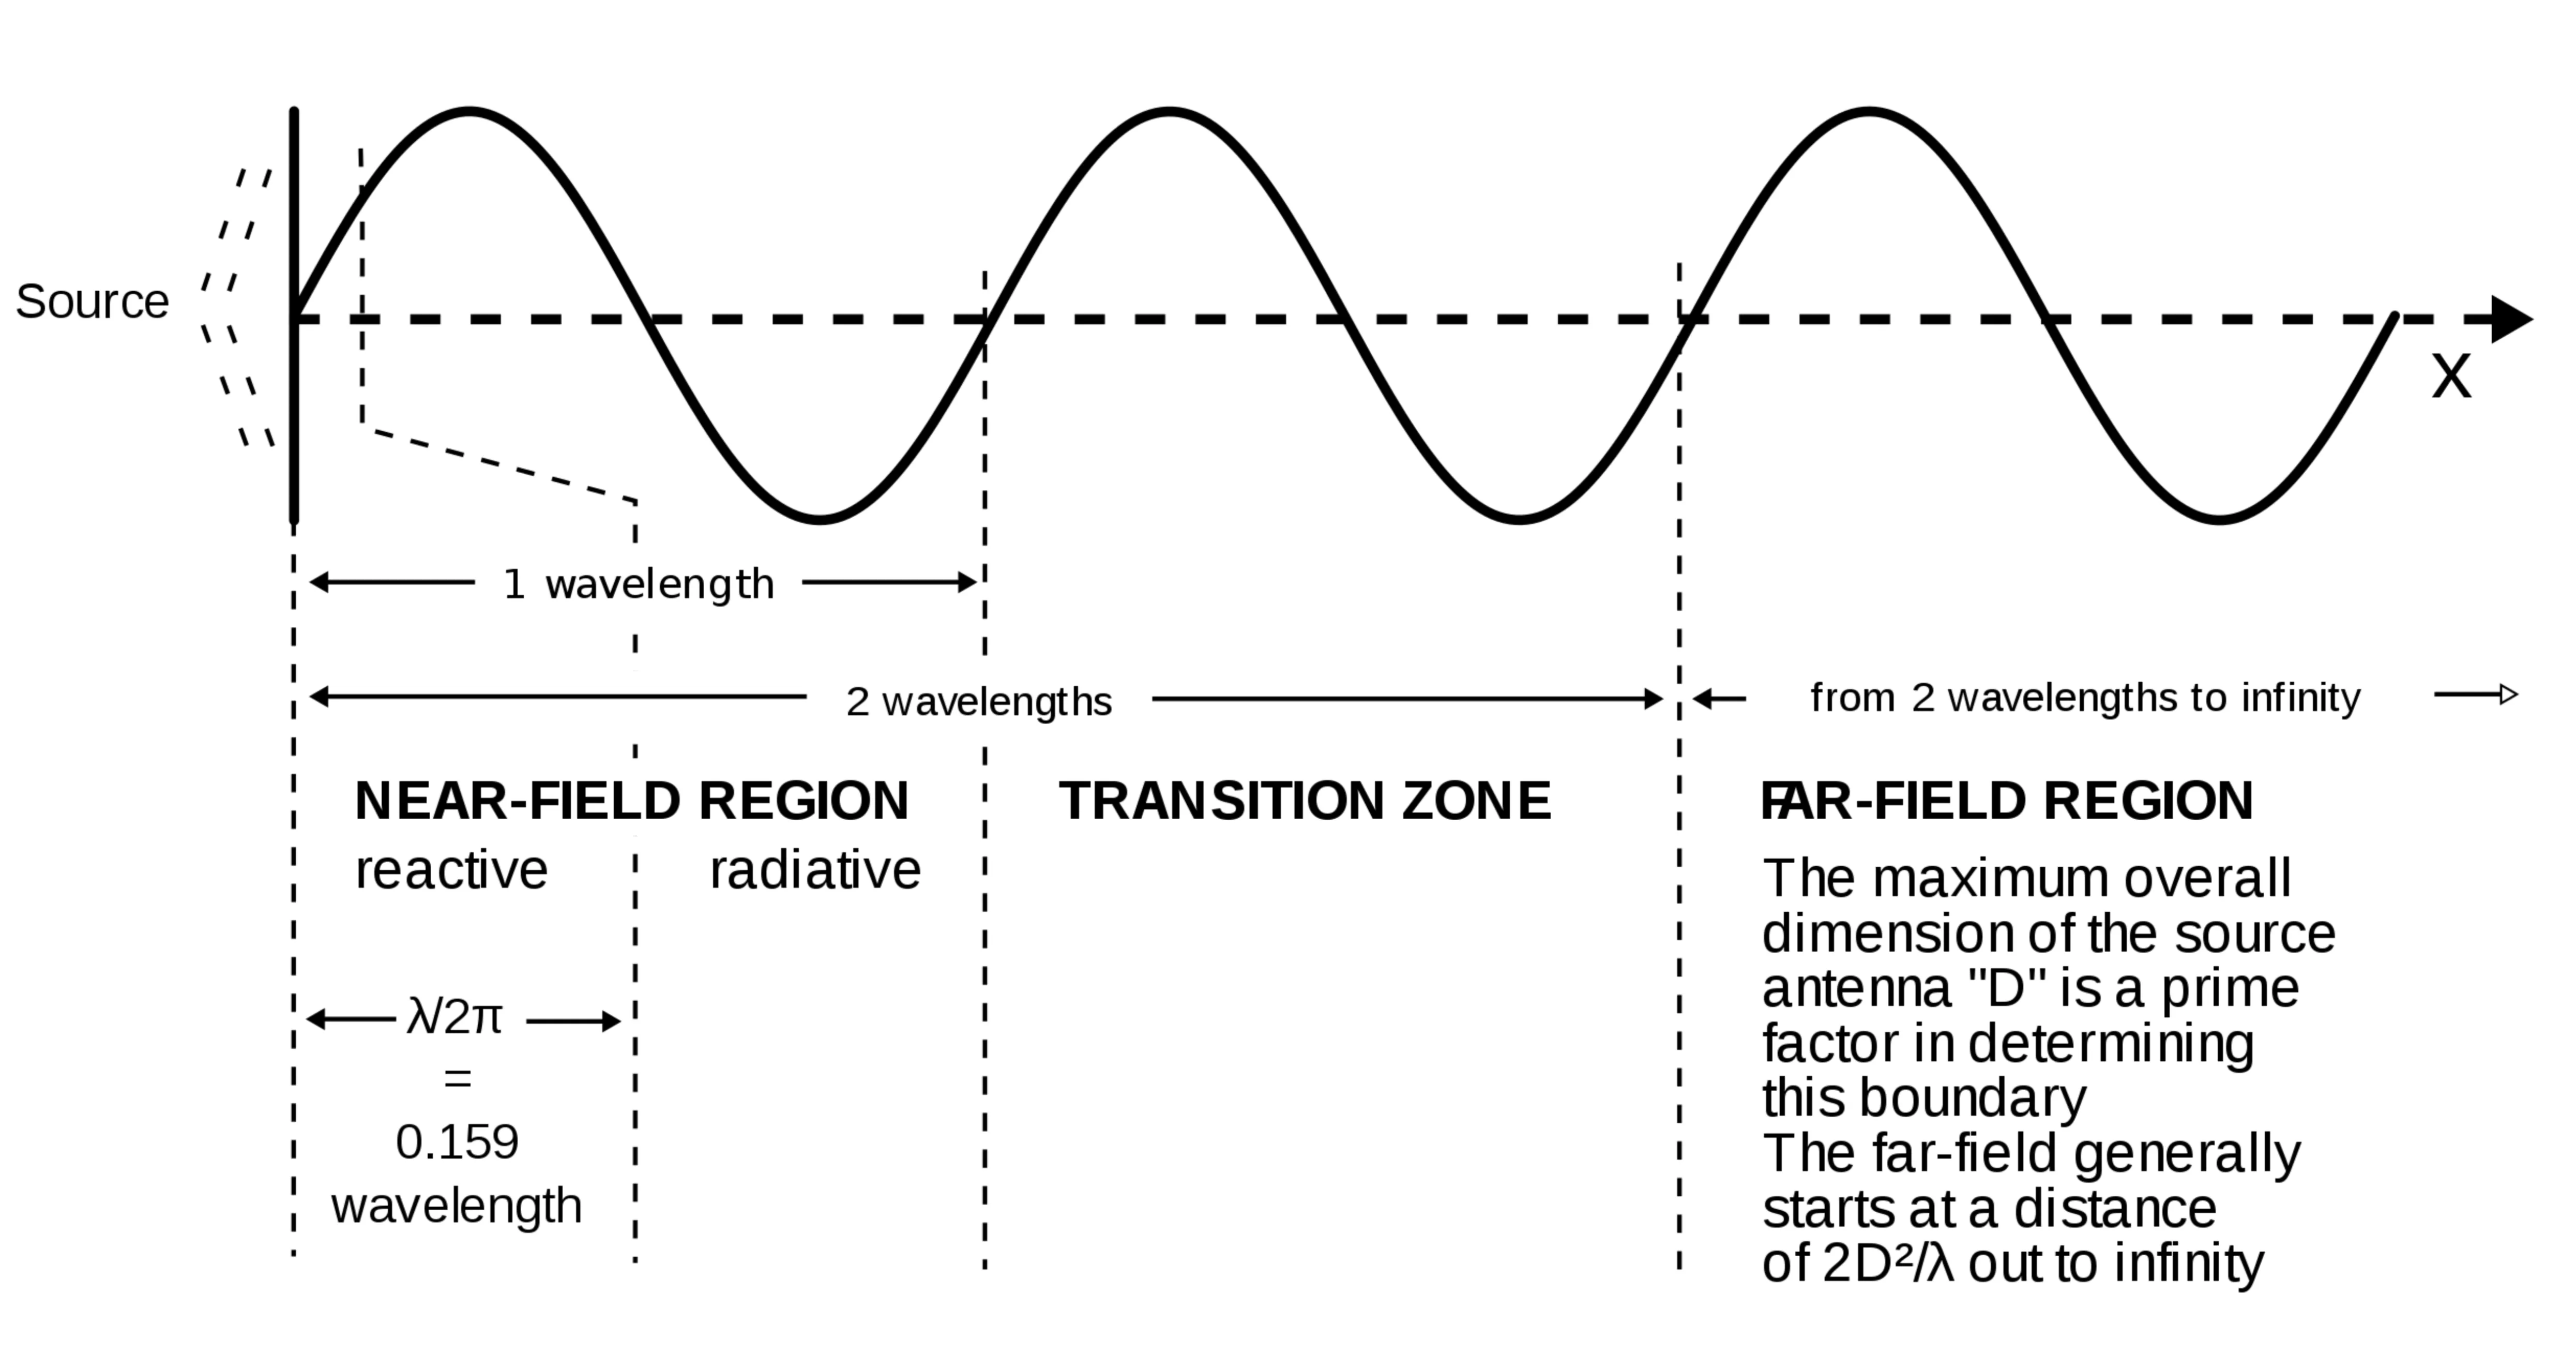 Source
X
1 wavelength
2 wavelengths
from 2 wavelengths to infinity
NEAR-FIELD REGION
reactive
radiative
λ/2π
=
0.159
wavelength
TRANSITION ZONE
FAR-FIELD REGION
The maximum overall
dimension of the source
antenna "D" is a prime
factor in determining
this boundary
The far-field generally
starts at a distance
of 2D²/λ out to infinity